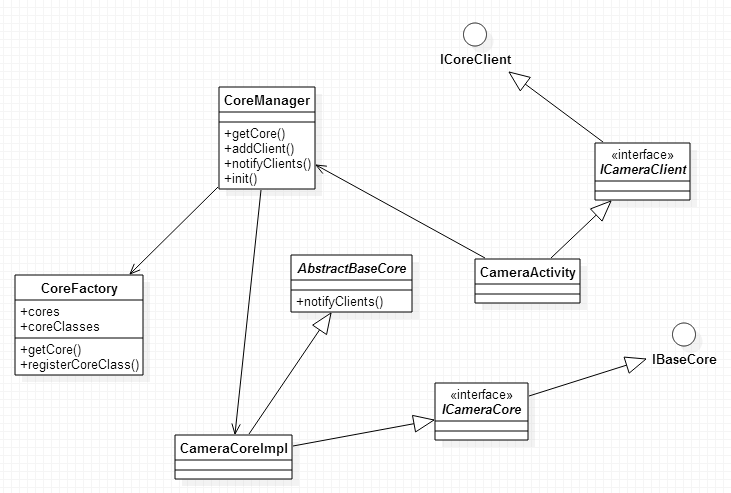 ICoreClient
CoreManager
+getCore()
+addClient()
+notifyClients()
+init()
«interface»
ICameraClient
AbstractBaseCore
+notifyClients()
CameraActivity
CoreFactory
+cores
+coreClasses
+getCore()
+registerCoreClass()
IBaseCore
«interface»
ICameraCore
CameraCoreImpl